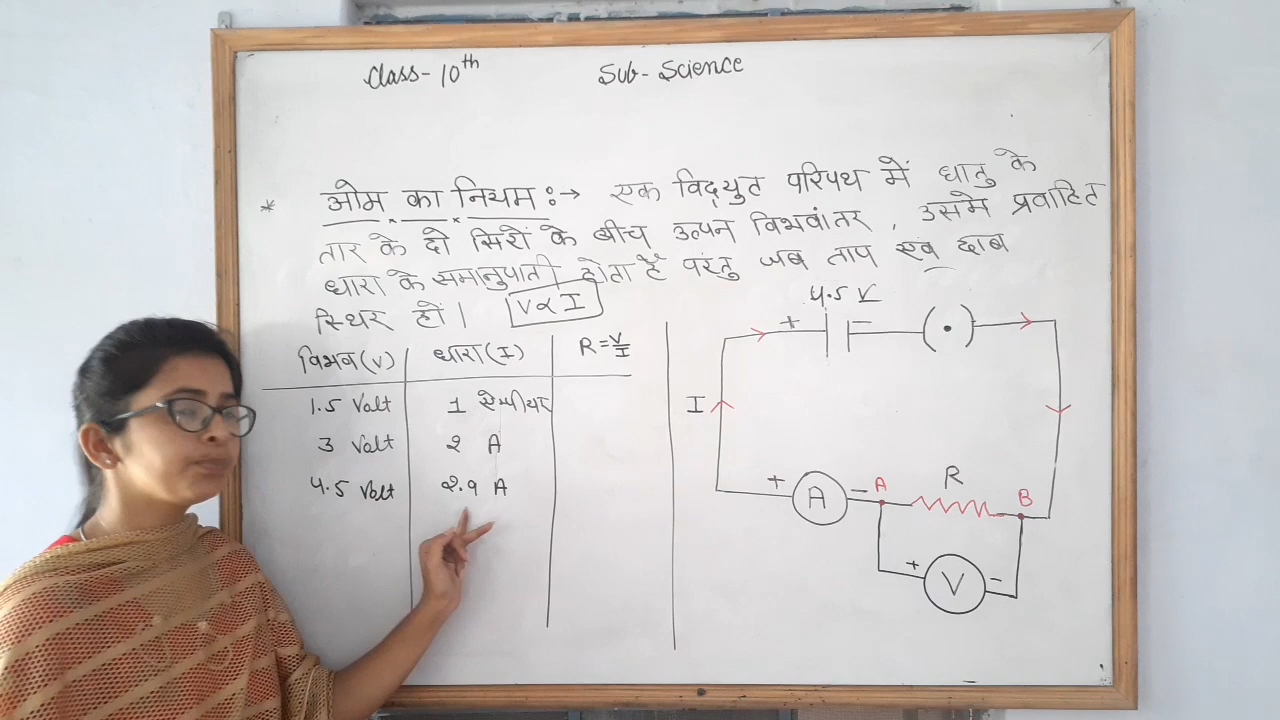 Class- 10th Sub- Science
* ओम का नियम :→ एक विद्युत परिपथ में धातु के
तार के दो सिरों के बीच उत्पन विभवांतर , उसमे प्रवाहित
धारा के समानुपाती होता है परंतु जब ताप एवं दाब
स्थिर हों । V∝I
विभव(V) धारा(I) R=V/I
1.5 Volt 1 ऐम्पीयर
3 Volt 2 A
4.5 Volt 2.9 A
4.5 V
+ −
I
+ A − A R B
+ V −